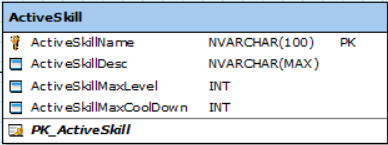 ActiveSkill
ActiveSkillName NVARCHAR(100) PK
ActiveSkillDesc NVARCHAR(MAX)
ActiveSkillMaxLevel INT
ActiveSkillMaxCoolDown INT
PK_ActiveSkill